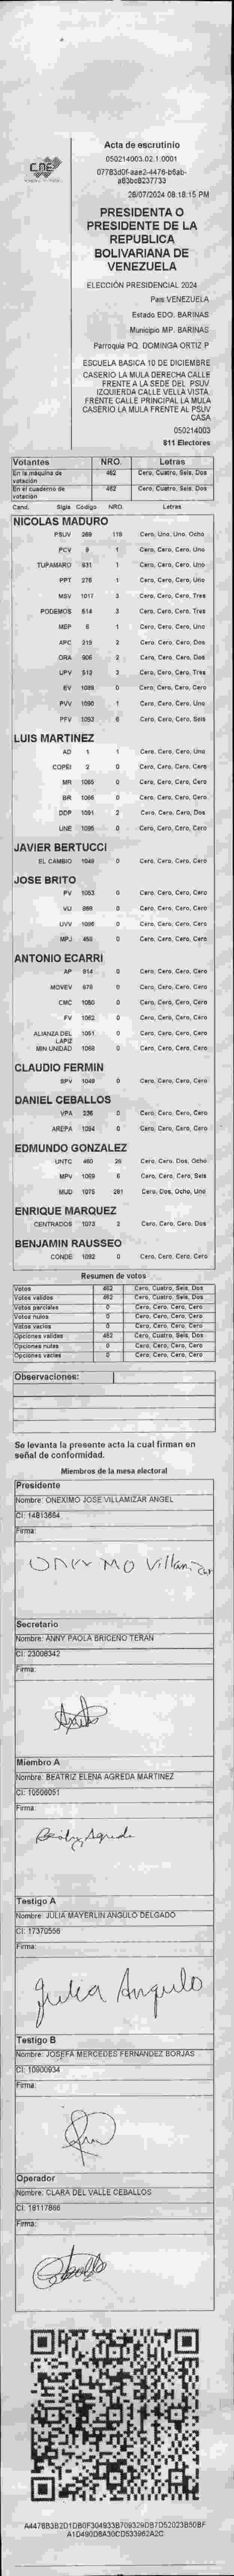 CNE
Acta de escrutinio
050214003.02.1.0001
07783d0f-aae2-4476-b6ab-
a83bc8237733
28/07/2024 08:18:15 PM
PRESIDENTA O
PRESIDENTE DE LA
REPUBLICA
BOLIVARIANA DE
VENEZUELA
ELECCIÓN PRESIDENCIAL 2024
Pais VENEZUELA
Estado EDO. BARINAS
Municipio MP. BARINAS
Parroquia PQ. DOMINGA ORTIZ P
ESCUELA BASICA 10 DE DICIEMBRE
CASERIO LA MULA DERECHA CALLE
FRENTE A LA SEDE DEL PSUV
IZQUIERDA CALLE VELLA VISTA
FRENTE CALLE PRINCIPAL LA MULA
CASERIO LA MULA FRENTE AL PSUV
CASA
050214003
811 Electores
Votantes NRO. Letras
En la máquina de votación 462 Cero, Cuatro, Seis, Dos
En el cuaderno de votación 462 Cero, Cuatro, Seis, Dos
Cand. Sigla Código NRO. Letras
NICOLAS MADURO
PSUV 269 118 Cero, Uno, Uno, Ocho
PCV 9 1 Cero, Cero, Cero, Uno
TUPAMARO 931 1 Cero, Cero, Cero, Uno
PPT 276 1 Cero, Cero, Cero, Uno
MSV 1017 3 Cero, Cero, Cero, Tres
PODEMOS 614 3 Cero, Cero, Cero, Tres
MEP 6 1 Cero, Cero, Cero, Uno
APC 219 2 Cero, Cero, Cero, Dos
ORA 906 2 Cero, Cero, Cero, Dos
UPV 512 3 Cero, Cero, Cero, Tres
EV 1089 0 Cero, Cero, Cero, Cero
PVV 1090 1 Cero, Cero, Cero, Uno
PFV 1093 6 Cero, Cero, Cero, Seis
LUIS MARTINEZ
AD 1 1 Cero, Cero, Cero, Uno
COPEI 2 0 Cero, Cero, Cero, Cero
MR 1065 0 Cero, Cero, Cero, Cero
BR 1066 0 Cero, Cero, Cero, Cero
DDP 1091 2 Cero, Cero, Cero, Dos
UNE 1095 0 Cero, Cero, Cero, Cero
JAVIER BERTUCCI
EL CAMBIO 1048 0 Cero, Cero, Cero, Cero
JOSE BRITO
PV 1053 0 Cero, Cero, Cero, Cero
VU 869 0 Cero, Cero, Cero, Cero
UVV 1096 0 Cero, Cero, Cero, Cero
MPJ 458 0 Cero, Cero, Cero, Cero
ANTONIO ECARRI
AP 814 0 Cero, Cero, Cero, Cero
MOVEV 979 0 Cero, Cero, Cero, Cero
CMC 1050 0 Cero, Cero, Cero, Cero
FV 1062 0 Cero, Cero, Cero, Cero
ALIANZA DEL LAPIZ 1051 0 Cero, Cero, Cero, Cero
MIN UNIDAD 1068 0 Cero, Cero, Cero, Cero
CLAUDIO FERMIN
SPV 1049 0 Cero, Cero, Cero, Cero
DANIEL CEBALLOS
VPA 236 0 Cero, Cero, Cero, Cero
AREPA 1094 0 Cero, Cero, Cero, Cero
EDMUNDO GONZALEZ
UNTC 460 28 Cero, Cero, Dos, Ocho
MPV 1069 6 Cero, Cero, Cero, Seis
MUD 1075 281 Cero, Dos, Ocho, Uno
ENRIQUE MARQUEZ
CENTRADOS 1073 2 Cero, Cero, Cero, Dos
BENJAMIN RAUSSEO
CONDE 1092 0 Cero, Cero, Cero, Cero
Resumen de votos
Votos 462 Cero, Cuatro, Seis, Dos
Votos validos 462 Cero, Cuatro, Seis, Dos
Votos parciales 0 Cero, Cero, Cero, Cero
Votos nulos 0 Cero, Cero, Cero, Cero
Votos vacios 0 Cero, Cero, Cero, Cero
Opciones validas 462 Cero, Cuatro, Seis, Dos
Opciones nulas 0 Cero, Cero, Cero, Cero
Opciones vacias 0 Cero, Cero, Cero, Cero
Observaciones:
Se levanta la presente acta la cual firman en
señal de conformidad.
Miembros de la mesa electoral
Presidente
Nombre: ONEXIMO JOSE VILLAMIZAR ANGEL
CI: 14813664
Firma:
Onexi MO Villamizar
Secretario
Nombre: ANNY PAOLA BRICENO TERAN
CI: 23008342
Firma:
Miembro A
Nombre: BEATRIZ ELENA AGREDA MARTINEZ
CI: 10506051
Firma:
Beatriz Agreda
Testigo A
Nombre: JULIA MAYERLIN ANGULO DELGADO
CI: 17370556
Firma:
Julia Angulo
Testigo B
Nombre: JOSEFA MERCEDES FERNANDEZ BORJAS
CI: 10900934
Firma:
Operador
Nombre: CLARA DEL VALLE CEBALLOS
CI: 18117866
Firma:
A4476B3B2D1DB0F304933B709329DB7D52023B50BF
A1D490D8A30CD533962A2C